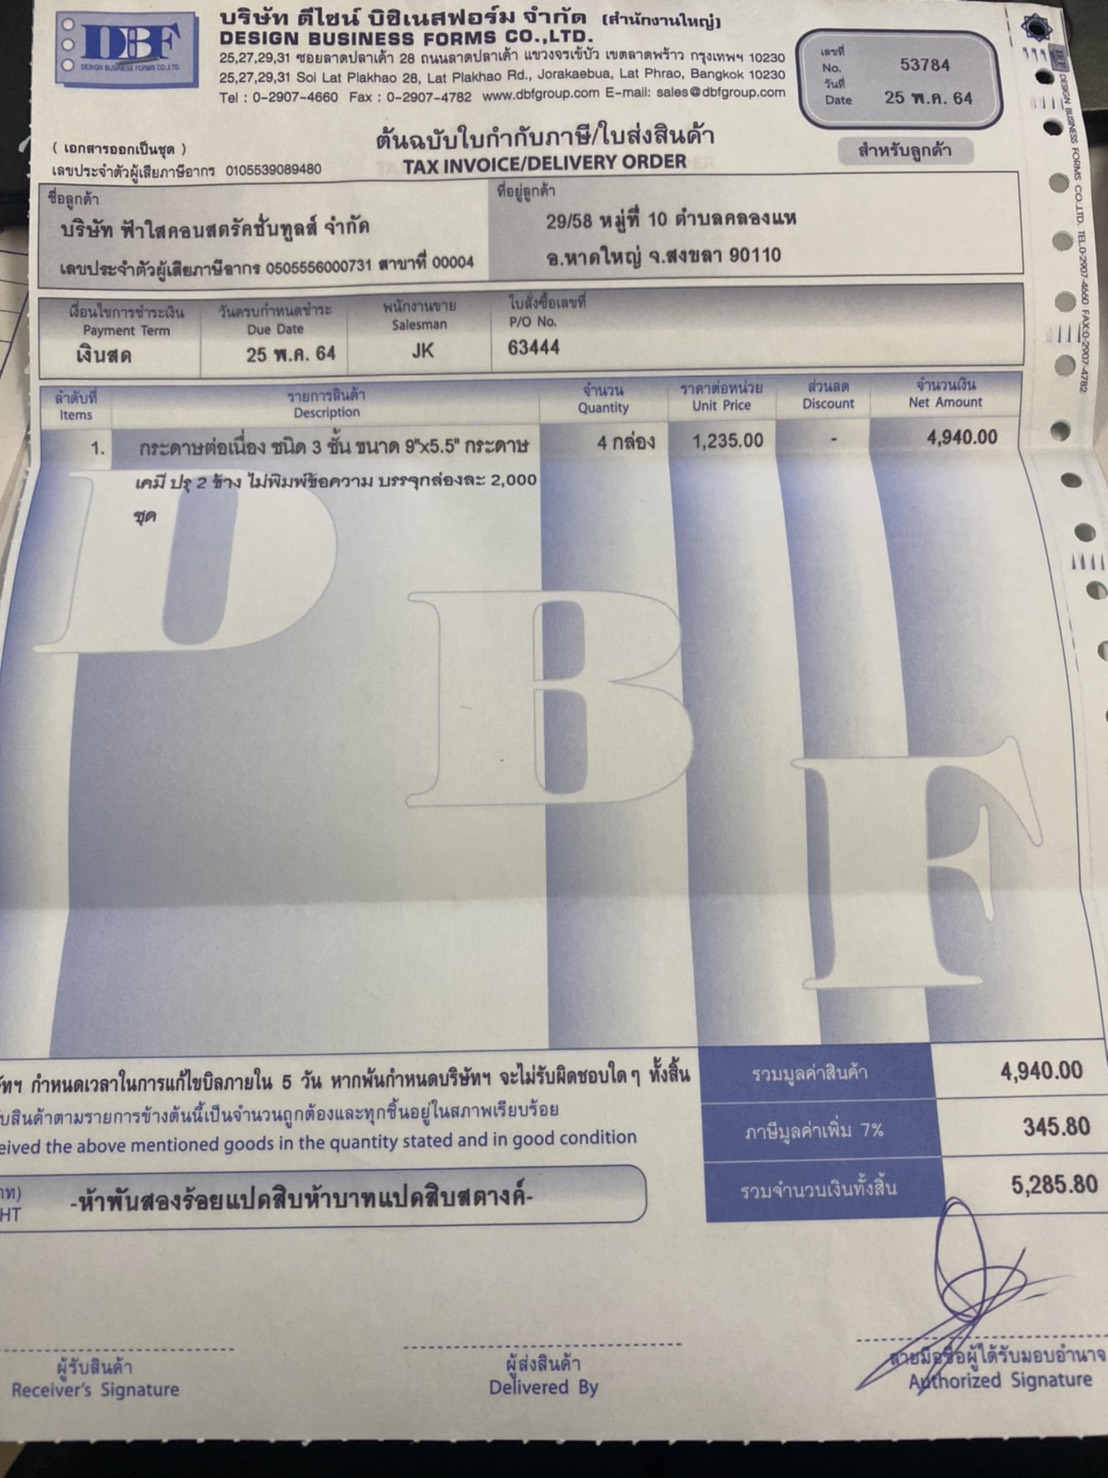 DBF
DESIGN BUSINESS FORMS CO.,LTD.
บริษัท ดีไซน์ บิซิเนสฟอร์ม จำกัด (สำนักงานใหญ่)
DESIGN BUSINESS FORMS CO.,LTD.
25,27,29,31 ซอยลาดปลาเค้า 28 ถนนลาดปลาเค้า แขวงจรเข้บัว เขตลาดพร้าว กรุงเทพฯ 10230
25,27,29,31 Soi Lat Plakhao 28, Lat Plakhao Rd., Jorakaebua, Lat Phrao, Bangkok 10230
Tel : 0-2907-4660 Fax : 0-2907-4782 www.dbfgroup.com E-mail: sales@dbfgroup.com
เลขที่
No. 53784
วันที่
Date 25 พ.ค. 64
ต้นฉบับใบกำกับภาษี/ใบส่งสินค้า
TAX INVOICE/DELIVERY ORDER
สำหรับลูกค้า
( เอกสารออกเป็นชุด )
เลขประจำตัวผู้เสียภาษีอากร 0105539089480
ชื่อลูกค้า
บริษัท ฟ้าใสคอนสตรัคชั่นทูลส์ จำกัด
เลขประจำตัวผู้เสียภาษีอากร 0505556000731 สาขาที่ 00004
ที่อยู่ลูกค้า
29/58 หมู่ที่ 10 ตำบลคลองแห
อ.หาดใหญ่ จ.สงขลา 90110
เงื่อนไขการชำระเงิน วันครบกำหนดชำระ พนักงานขาย ใบสั่งซื้อเลขที่
Payment Term Due Date Salesman P/O No.
เงินสด 25 พ.ค. 64 JK 63444
ลำดับที่ รายการสินค้า จำนวน ราคาต่อหน่วย ส่วนลด จำนวนเงิน
Items Description Quantity Unit Price Discount Net Amount
1. กระดาษต่อเนื่อง ชนิด 3 ชั้น ขนาด 9"x5.5" กระดาษ 4 กล่อง 1,235.00 - 4,940.00
เคมี ปรุ 2 ข้าง ไม่พิมพ์ข้อความ บรรจุกล่องละ 2,000
ชุด
DBF
ทฯ กำหนดเวลาในการแก้ไขบิลภายใน 5 วัน หากพ้นกำหนดบริษัทฯ จะไม่รับผิดชอบใดๆ ทั้งสิ้น
บสินค้าตามรายการข้างต้นนี้เป็นจำนวนถูกต้องและทุกชิ้นอยู่ในสภาพเรียบร้อย
eived the above mentioned goods in the quantity stated and in good condition
รวมมูลค่าสินค้า 4,940.00
ภาษีมูลค่าเพิ่ม 7% 345.80
รวมจำนวนเงินทั้งสิ้น 5,285.80
าท)
HT
-ห้าพันสองร้อยแปดสิบห้าบาทแปดสิบสตางค์-
ผู้รับสินค้า
Receiver's Signature
ผู้ส่งสินค้า
Delivered By
ลายมือชื่อผู้ได้รับมอบอำนาจ
Authorized Signature
DESIGN BUSINESS FORMS CO.,LTD. TEL.0-2907-4660 FAX:0-2907-4782